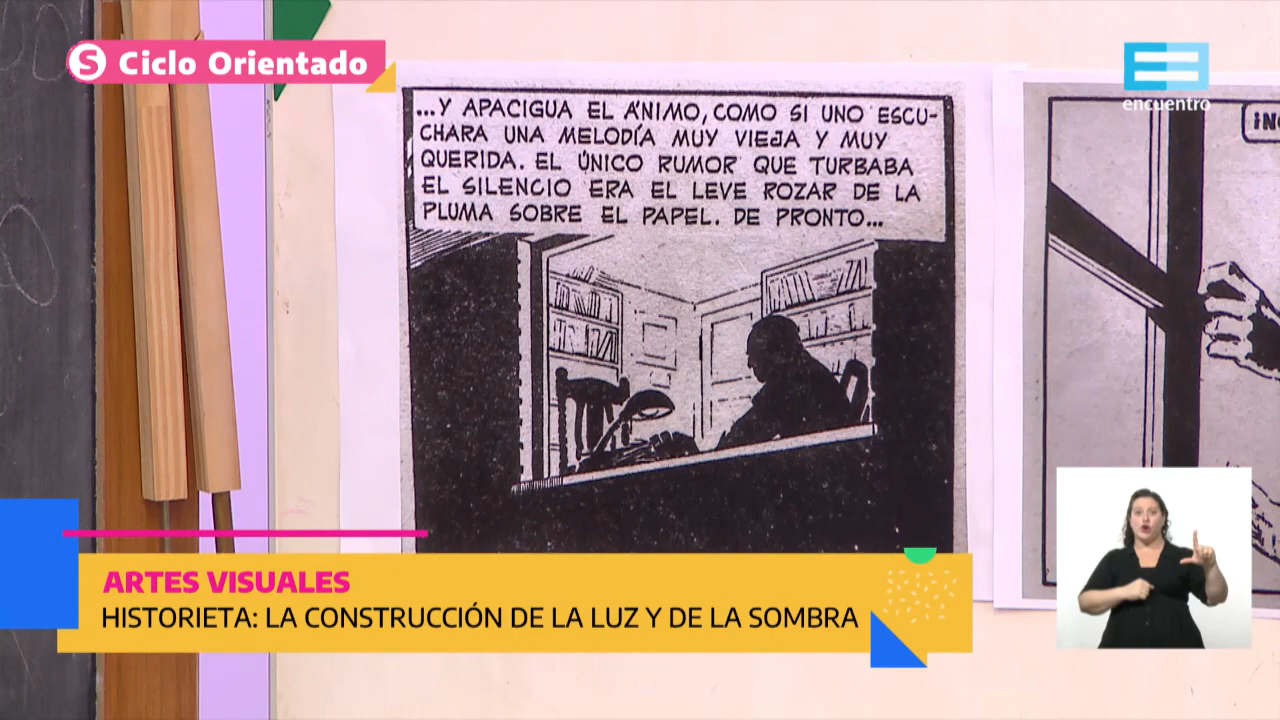 S Ciclo Orientado
encuentro
...Y APACIGUA EL ÁNIMO, COMO SI UNO ESCU-
CHARA UNA MELODÍA MUY VIEJA Y MUY
QUERIDA. EL ÚNICO RUMOR QUE TURBABA
EL SILENCIO ERA EL LEVE ROZAR DE LA
PLUMA SOBRE EL PAPEL. DE PRONTO...
ARTES VISUALES
HISTORIETA: LA CONSTRUCCIÓN DE LA LUZ Y DE LA SOMBRA